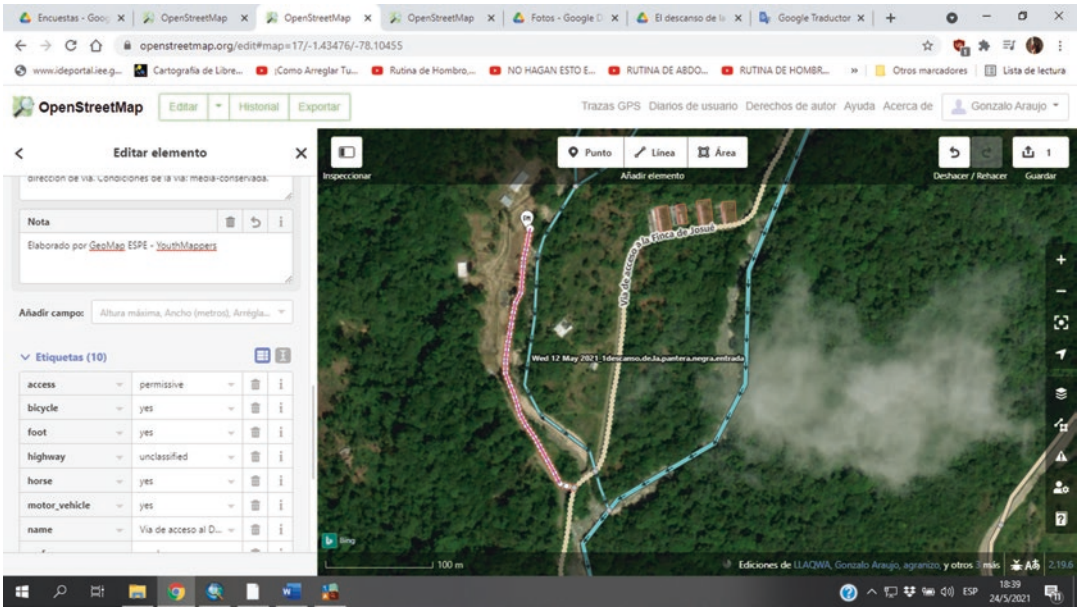 Encuestas - Goog
OpenStreetMap
OpenStreetMap
OpenStreetMap
Fotos - Google D
El descanso de la
Google Traductor
openstreetmap.org/edit#map=17/-1.43476/-78.10455
www.ideportal.iee.g...
Cartografía de Libre...
¡Como Arreglar Tu...
Rutina de Hombro,...
NO HAGAN ESTO E...
RUTINA DE ABDO...
RUTINA DE HOMBR...
»
Otros marcadores
Lista de lectura
OpenStreetMap
Editar
Historial
Exportar
Trazas GPS
Diarios de usuario
Derechos de autor
Ayuda
Acerca de
Gonzalo Araujo
Editar elemento
dirección de vía. Condiciones de la vía: media-conservada.
Nota
Elaborado por GeoMap ESPE - YouthMappers
Añadir campo:
Altura máxima, Ancho (metros), Arregla...
Etiquetas (10)
access
permissive
bicycle
yes
foot
yes
highway
unclassified
horse
yes
motor_vehicle
yes
name
Vía de acceso al D...
Inspeccionar
Punto
Línea
Área
Añadir elemento
Deshacer / Rehacer
1
Guardar
Vía de acceso a la Finca de Josué
Wed 12 May 2021-1descanso.de.la.pantera.negra.entrada
Bing
100 m
Ediciones de LLAQWA, Gonzalo Araujo, agranizo, y otros 3 más
2.19.6
ESP
18:39
24/5/2021